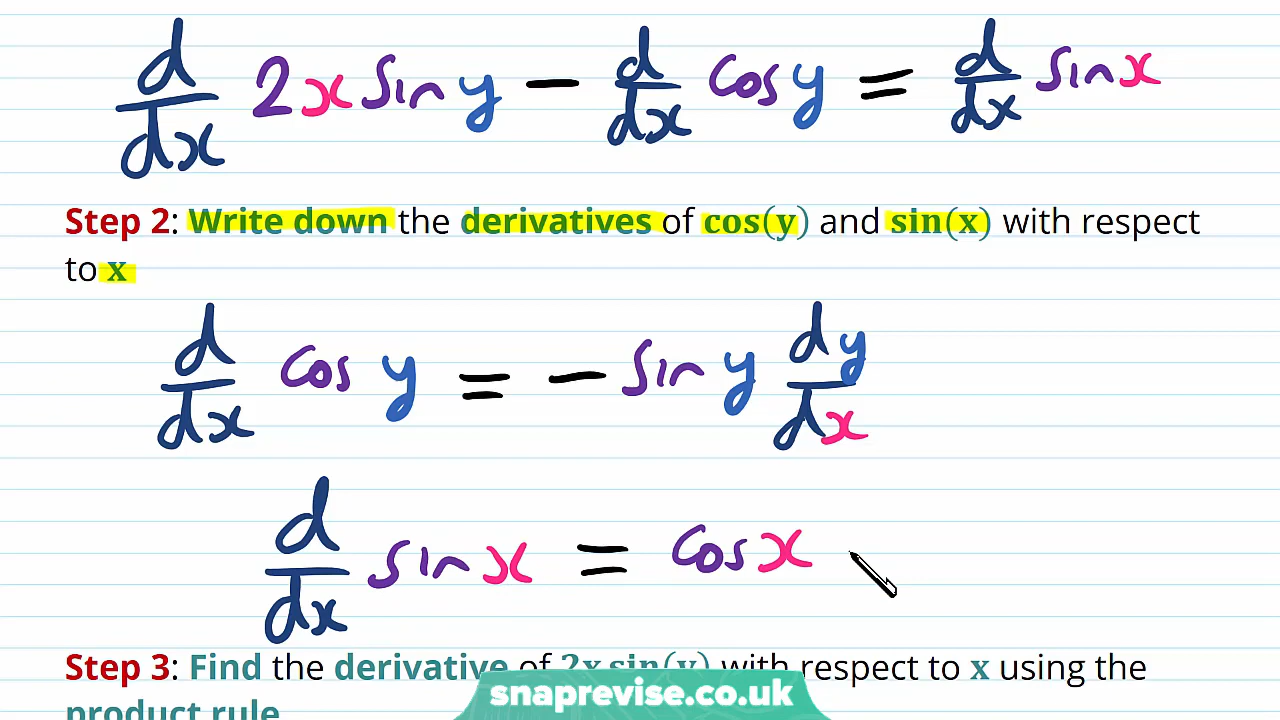 d/dx 2x sin y − d/dx cos y = d/dx sin x
Step 2: Write down the derivatives of cos(y) and sin(x) with respect
to x
d/dx cos y = − sin y dy/dx
d/dx sin x = cos x
Step 3: Find the derivative of 2x sin(y) with respect to x using the
product rule
snaprevise.co.uk